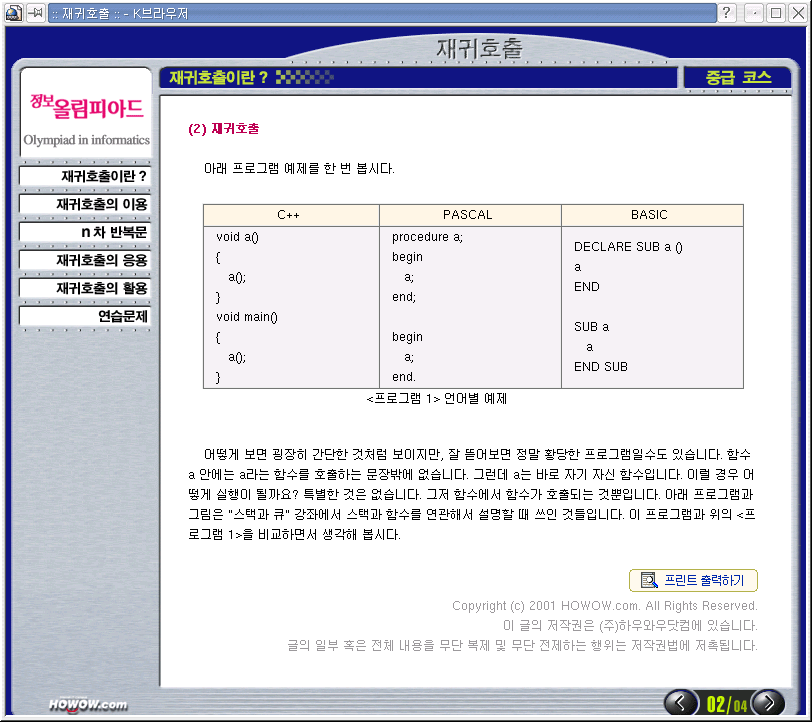 :: 재귀호출 :: - K브라우저
재귀호출
정보올림피아드
Olympiad in informatics
재귀호출이란 ?
재귀호출의 이용
n 차 반복문
재귀호출의 응용
재귀호출의 활용
연습문제
재귀호출이란 ?
중급 코스
(2) 재귀호출
아래 프로그램 예제를 한 번 봅시다.
C++
void a()
{
a();
}
void main()
{
a();
}
PASCAL
procedure a;
begin
a;
end;
begin
a;
end.
BASIC
DECLARE SUB a ()
a
END
SUB a
a
END SUB
<프로그램 1> 언어별 예제
어떻게 보면 굉장히 간단한 것처럼 보이지만, 잘 뜯어보면 정말 황당한 프로그램일수도 있습니다. 함수
a 안에는 a라는 함수를 호출하는 문장밖에 없습니다. 그런데 a는 바로 자기 자신 함수입니다. 이럴 경우 어
떻게 실행이 될까요? 특별한 것은 없습니다. 그저 함수에서 함수가 호출되는 것뿐입니다. 아래 프로그램과
그림은 "스택과 큐" 강좌에서 스택과 함수를 연관해서 설명할 때 쓰인 것들입니다. 이 프로그램과 위의 <프
로그램 1>을 비교하면서 생각해 봅시다.
프린트 출력하기
Copyright (c) 2001 HOWOW.com. All Rights Reserved.
이 글의 저작권은 (주)하우와우닷컴에 있습니다.
글의 일부 혹은 전체 내용을 무단 복제 및 무단 전제하는 행위는 저작권법에 저촉됩니다.
HOWOW.com
02/04